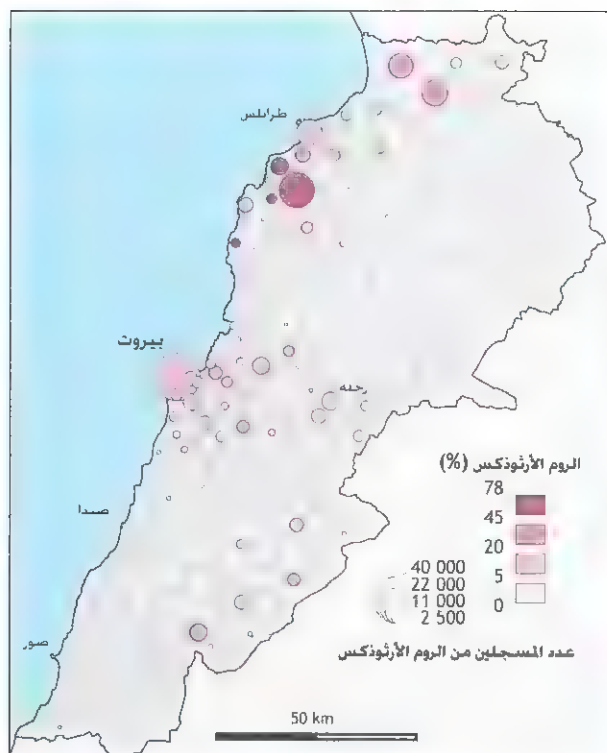 طرابلس
بيروت
زحلة
صيدا
صور
الروم الأرثوذكس (%)
78
45
20
5
0
40 000
22 000
11 000
2 500
عدد المسجلين من الروم الأرثوذكس
50 km